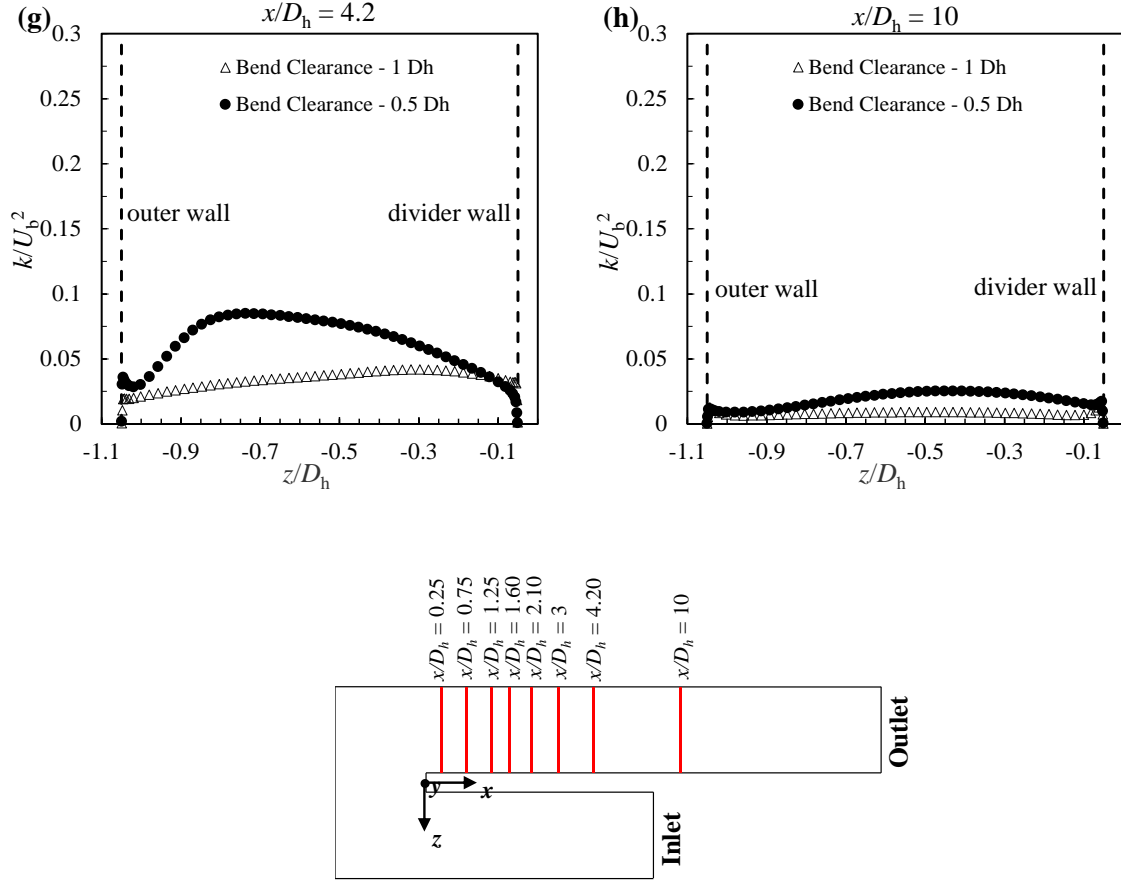 (g)
x/Dh = 4.2
0.3
0.25
0.2
0.15
0.1
0.05
0
k/Ub2
△ Bend Clearance - 1 Dh
● Bend Clearance - 0.5 Dh
outer wall
divider wall
-1.1 -0.9 -0.7 -0.5 -0.3 -0.1
z/Dh
(h)
x/Dh = 10
0.3
0.25
0.2
0.15
0.1
0.05
0
k/Ub2
△ Bend Clearance - 1 Dh
● Bend Clearance - 0.5 Dh
outer wall
divider wall
-1.1 -0.9 -0.7 -0.5 -0.3 -0.1
z/Dh
x/Dh = 0.25
x/Dh = 0.75
x/Dh = 1.25
x/Dh = 1.60
x/Dh = 2.10
x/Dh = 3
x/Dh = 4.20
x/Dh = 10
y
x
z
Inlet
Outlet